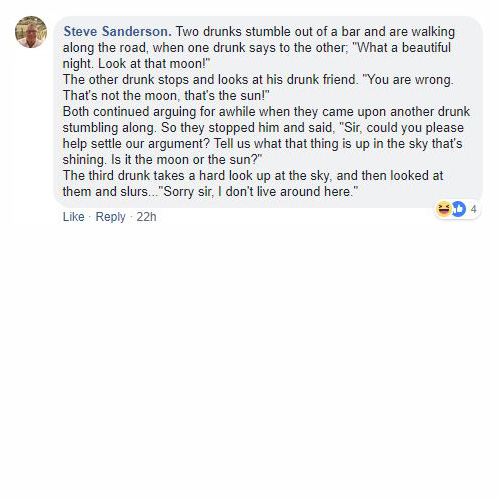 Steve Sanderson. Two drunks stumble out of a bar and are walking
along the road, when one drunk says to the other, "What a beautiful
night. Look at that moon!"
The other drunk stops and looks at his drunk friend. "You are wrong.
That's not the moon, that's the sun!"
Both continued arguing for awhile when they came upon another drunk
stumbling along. So they stopped him and said, "Sir, could you please
help settle our argument? Tell us what that thing is up in the sky that's
shining. Is it the moon or the sun?"
The third drunk takes a hard look up at the sky, and then looked at
them and slurs..."Sorry sir, I don't live around here."
4
Like · Reply · 22h